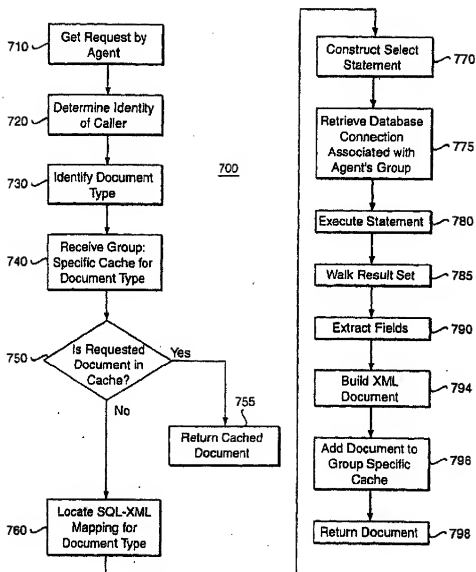 710
Get Request by
Agent
720
Determine Identity
of Caller
700
730
Identify Document
Type
740
Receive Group:
Specific Cache for
Document Type
750
Is Requested
Document in
Cache?
Yes
No
755
Return Cached
Document
760
Locate SQL-XML
Mapping for
Document Type
Construct Select
Statement
770
Retrieve Database
Connection
Associated with
Agent's Group
775
Execute Statement
780
Walk Result Set
785
Extract Fields
790
Build XML
Document
794
Add Document to
Group Specific
Cache
796
Return Document
798